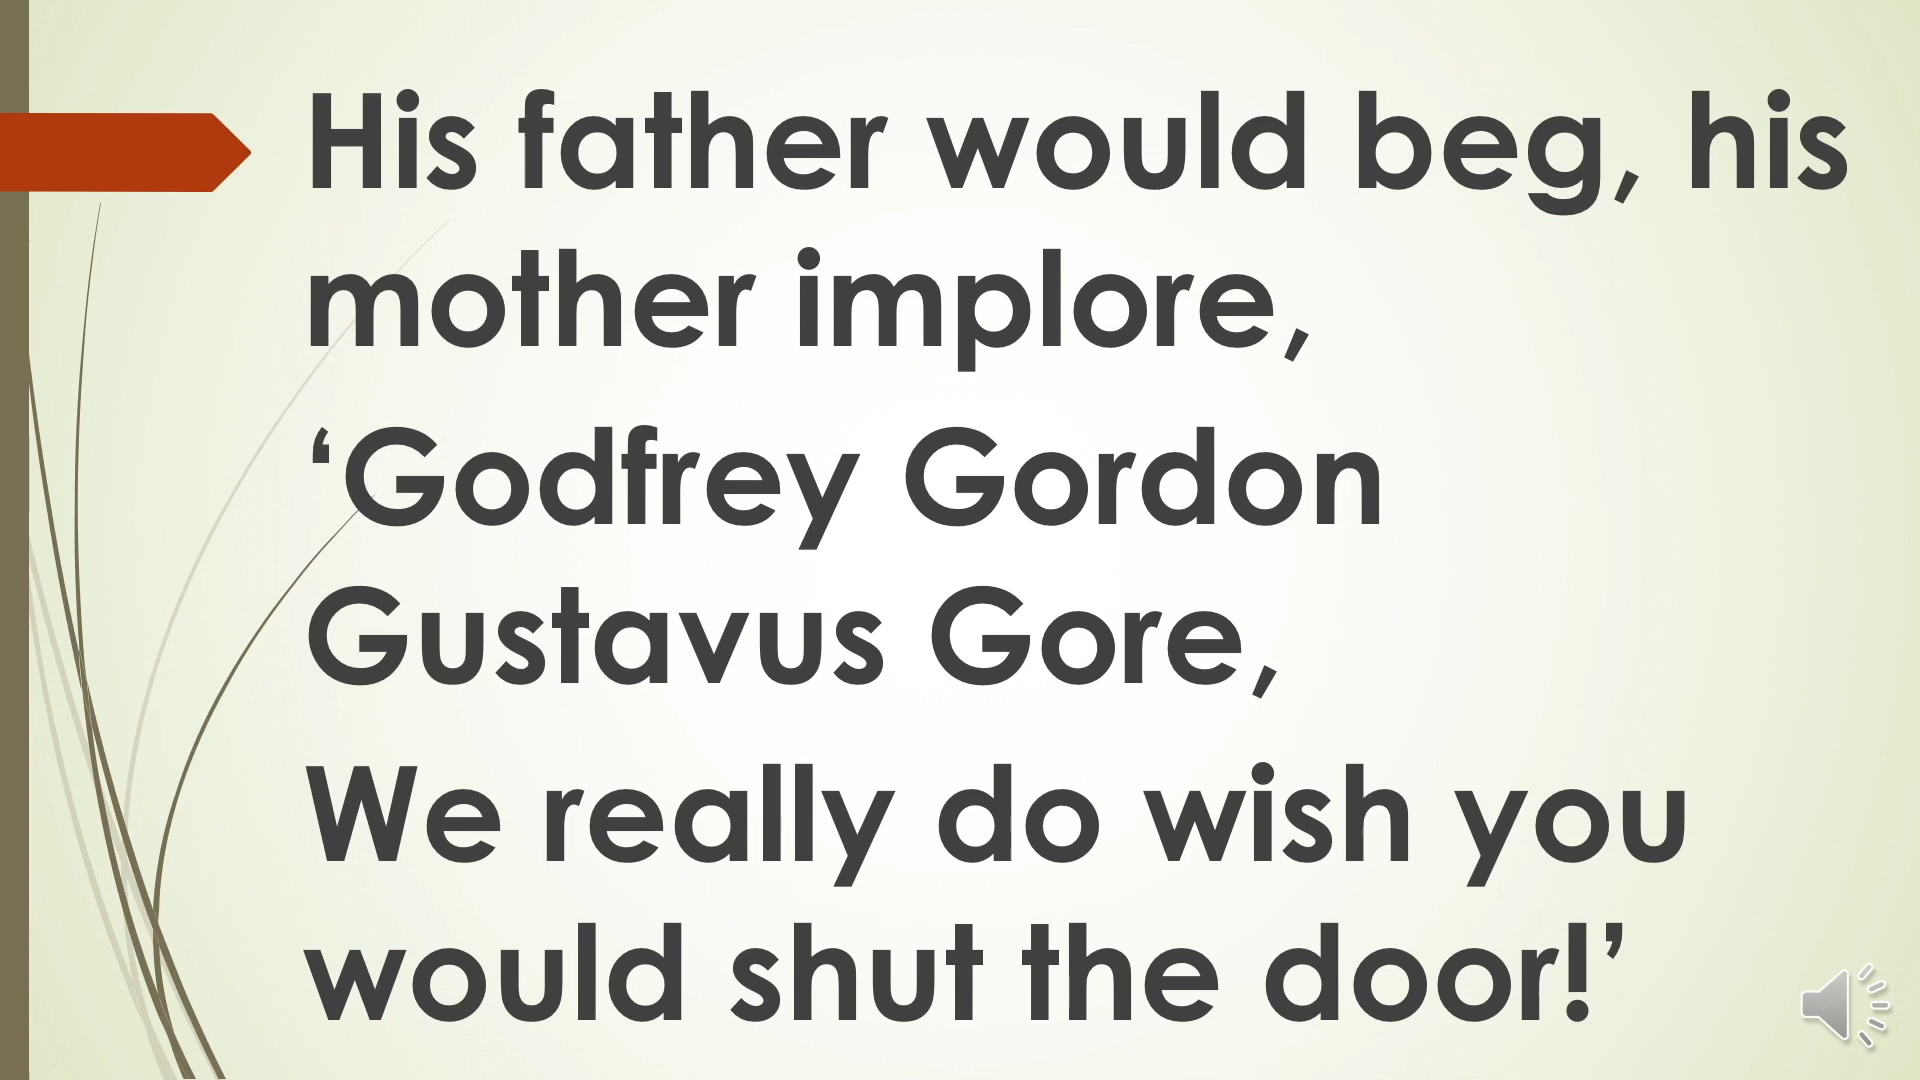 His father would beg, his
mother implore,
‘Godfrey Gordon
Gustavus Gore,
We really do wish you
would shut the door!’